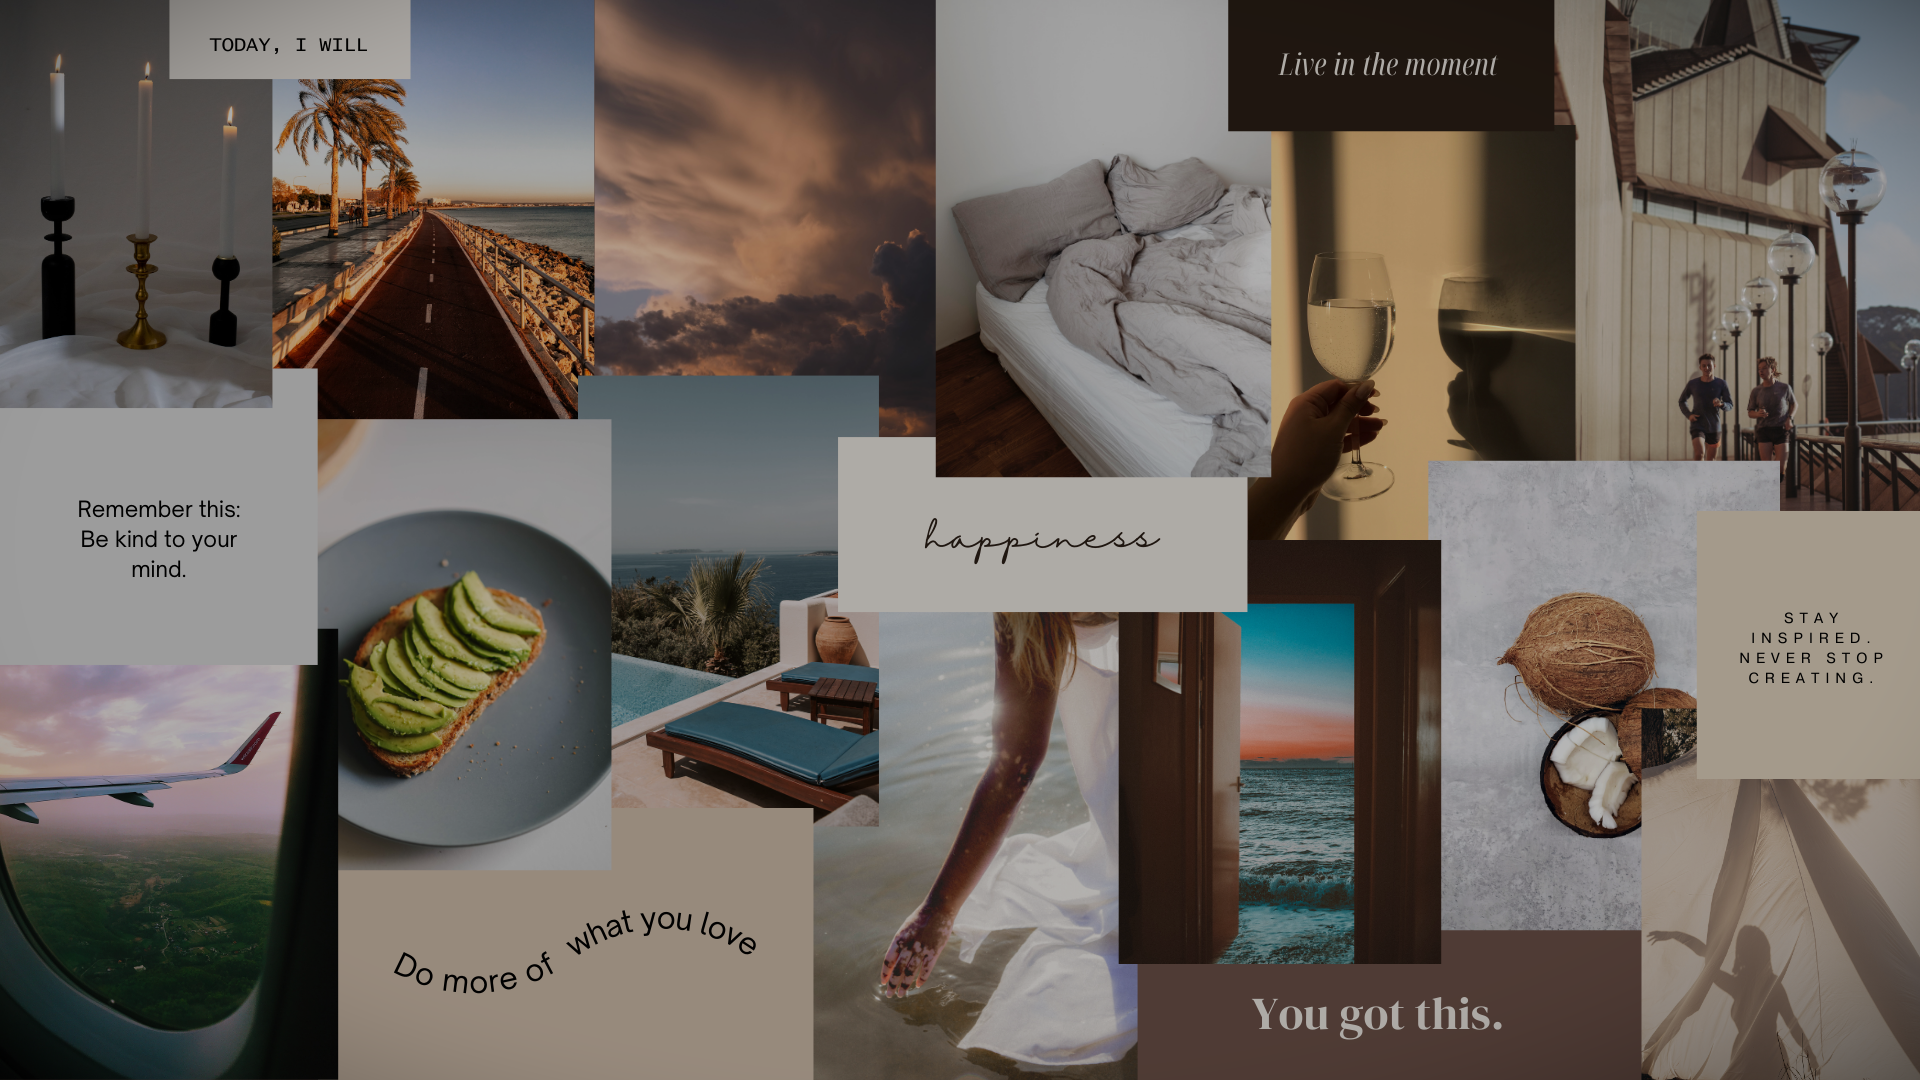 TODAY, I WILL
Live in the moment
Remember this:
Be kind to your
mind.
happiness
STAY
INSPIRED.
NEVER STOP
CREATING.
Do more of what you love
You got this.